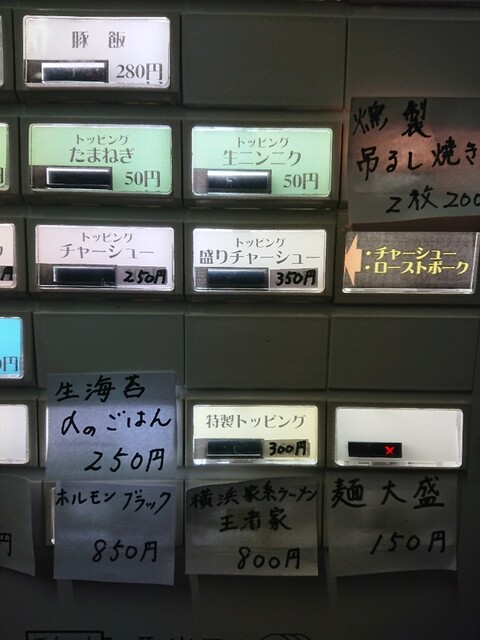 豚飯
280円
トッピング
たまねぎ
50円
トッピング
生ニンニク
50円
燻製
吊るし焼き
2枚200
トッピング
チャーシュー
250円
トッピング
盛りチャーシュー
350円
・チャーシュー
・ローストポーク
円
生海苔
のごはん
250円
特製トッピング
300円
ホルモンブラック
850円
横浜家系ラーメン
王者家
800円
麺大盛
150円
円